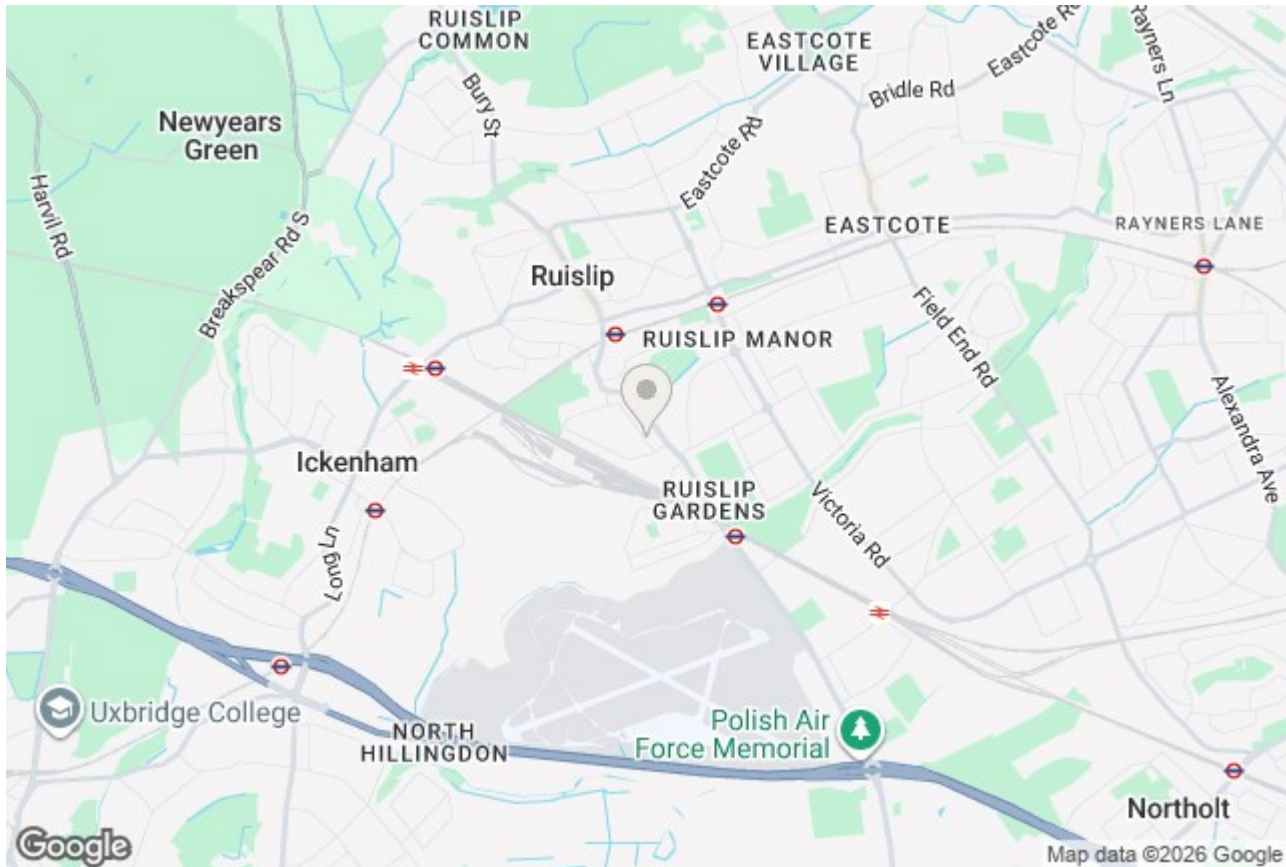 RUISLIP
COMMON
EASTCOTE
VILLAGE
Eastcote Rd
Rayners Ln
Bury St
Bridle Rd
Newyears
Green
Eastcote Rd
Harvil Rd
Breakspear Rd S
EASTCOTE
RAYNERS LANE
Ruislip
RUISLIP MANOR
Field End Rd
Alexandra Ave
Ickenham
RUISLIP
GARDENS
Victoria Rd
Long Ln
Uxbridge College
NORTH
HILLINGDON
Polish Air
Force Memorial
Northolt
Google
Map data ©2026 Google